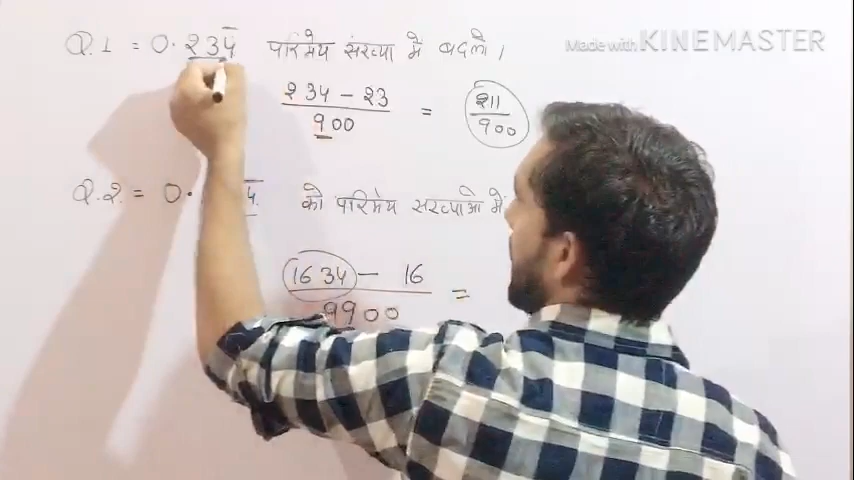 Made with KINEMASTER
Q.1 = 0.234̅ परिमेय संख्या में बदलो।
234 - 23 / 900 = 211 / 900
Q.2. = 0. 4̅ को परिमेय संख्याओ में
1634 - 16 / 9900 =